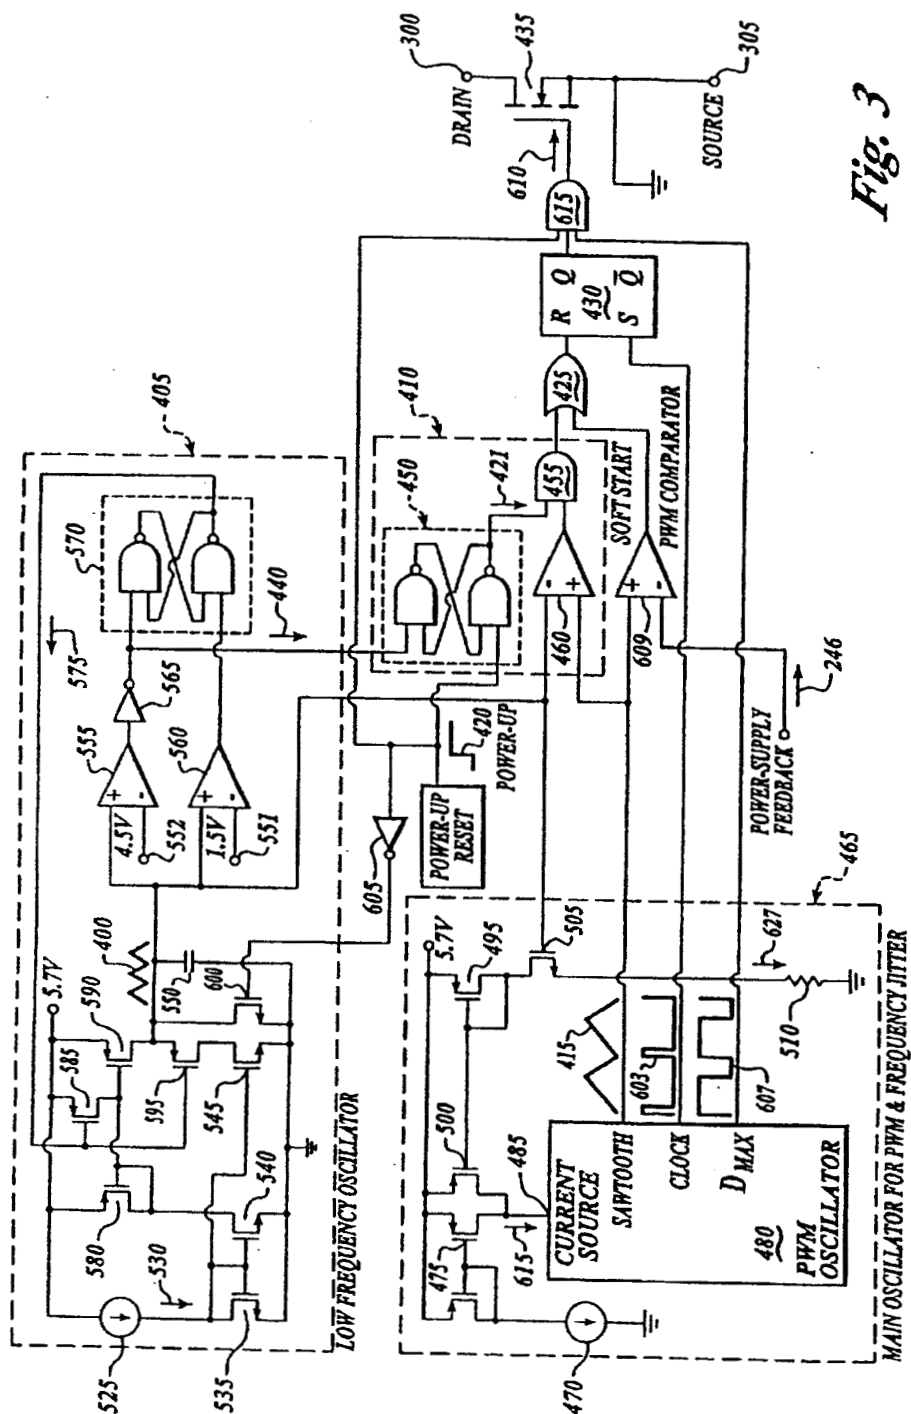 405
575
570
555
565
440
560
4.5V
552
1.5V
551
5.7V
590
585
400
550
600
595
545
580
540
530
525
535
LOW FREQUENCY OSCILLATOR
410
450
421
455
460
SOFT START
605
420
POWER-UP
POWER-UP
RESET
425
R Q
430
S Q̅
615
610
DRAIN
300
435
SOURCE
305
PWM COMPARATOR
609
POWER-SUPPLY
FEEDBACK
246
465
5.7V
495
505
627
510
500
475
485
615
470
415
603
607
CURRENT
SOURCE
SAWTOOTH
CLOCK
DMAX
480
PWM
OSCILLATOR
MAIN OSCILLATOR FOR PWM & FREQUENCY JITTER
Fig. 3
+
-
+
-
-
+
+
-